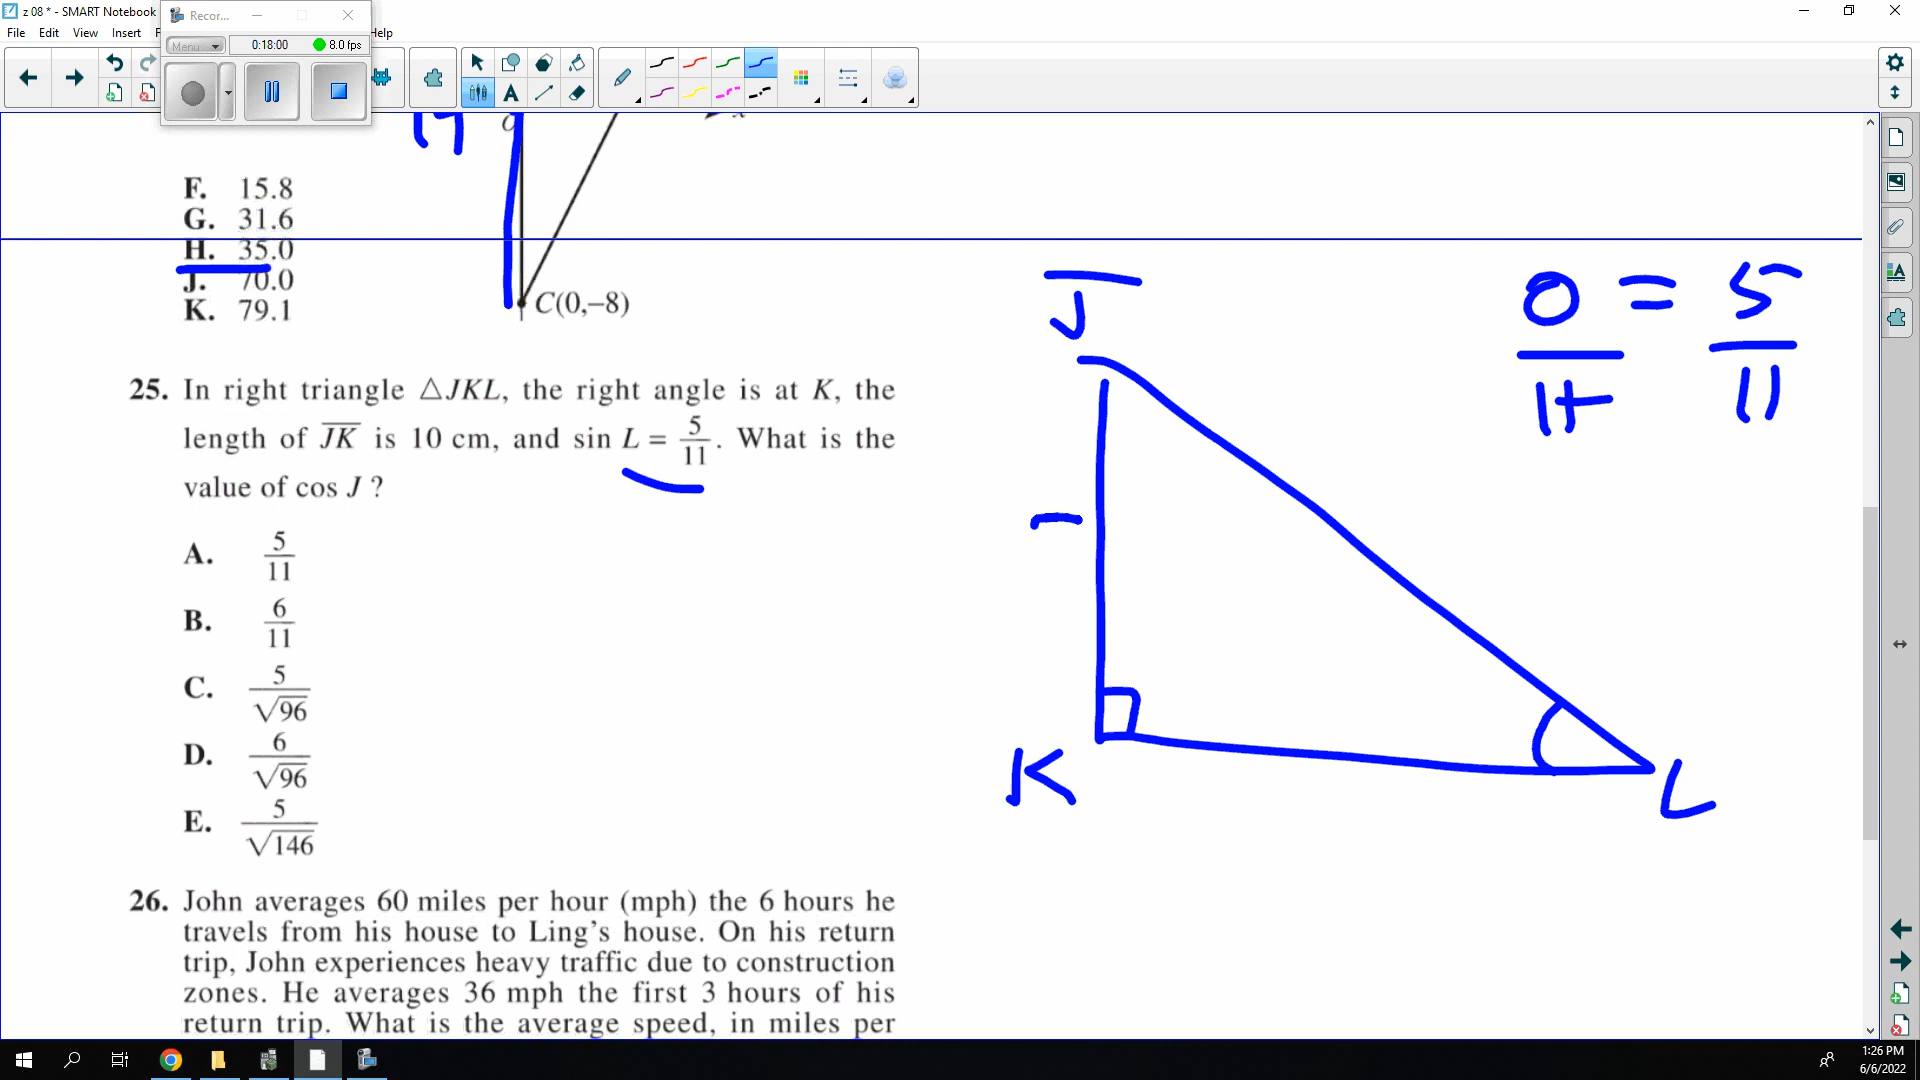 z 08 * - SMART Notebook
Recor...
File Edit View Insert F
Help
Menu 0:18:00 8.0 fps
A
17
x
F. 15.8
G. 31.6
H. 35.0
J. 70.0
K. 79.1
C(0,–8)
25. In right triangle △JKL, the right angle is at K, the
length of JK is 10 cm, and sin L = 5/11. What is the
value of cos J ?
A. 5/11
B. 6/11
C. 5/√96
D. 6/√96
E. 5/√146
J
K
L
O/H = 5/11
26. John averages 60 miles per hour (mph) the 6 hours he
travels from his house to Ling's house. On his return
trip, John experiences heavy traffic due to construction
zones. He averages 36 mph the first 3 hours of his
return trip. What is the average speed, in miles per
1:26 PM
6/6/2022